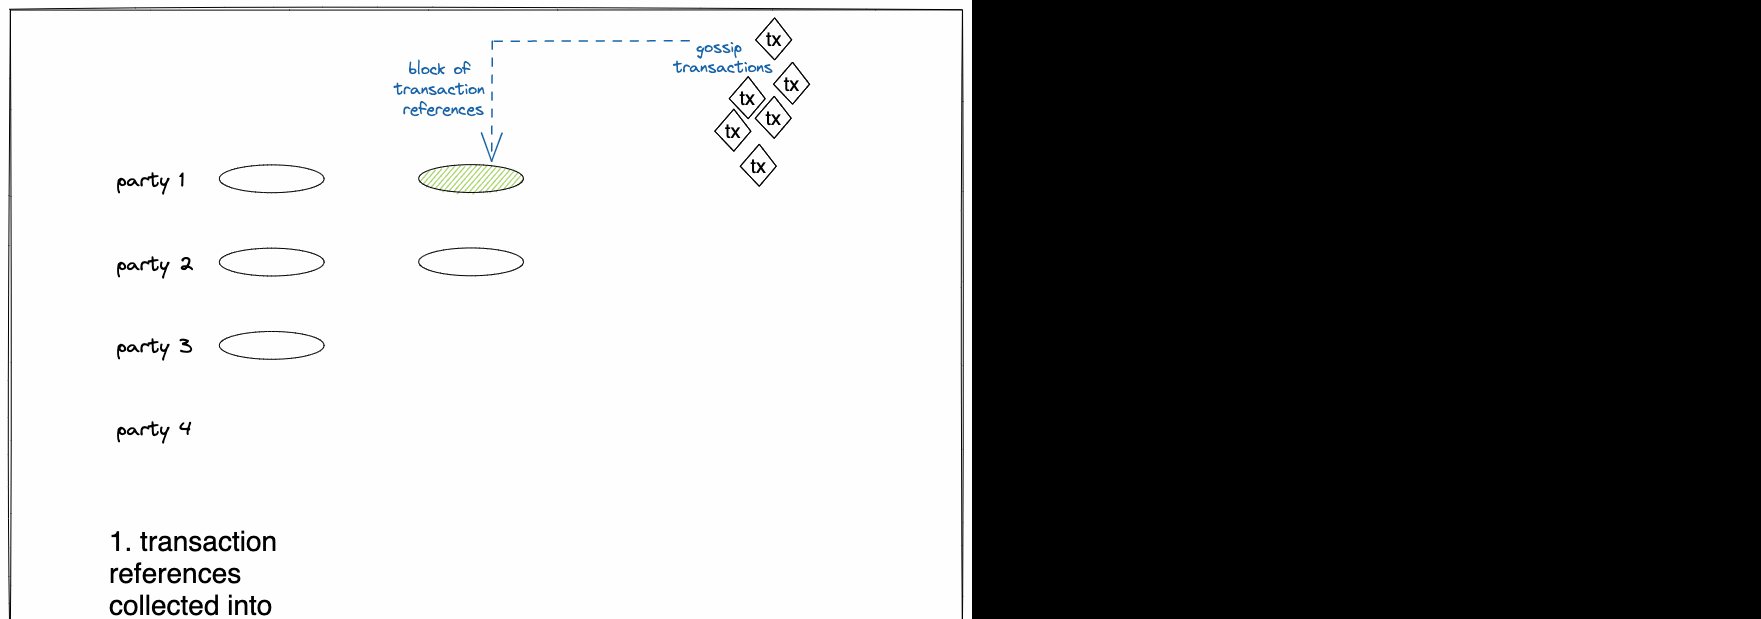 tx
gossip
transactions
block of
transaction
references
tx
tx
tx
tx
tx
party 1
party 2
party 3
party 4
1. transaction
references
collected into